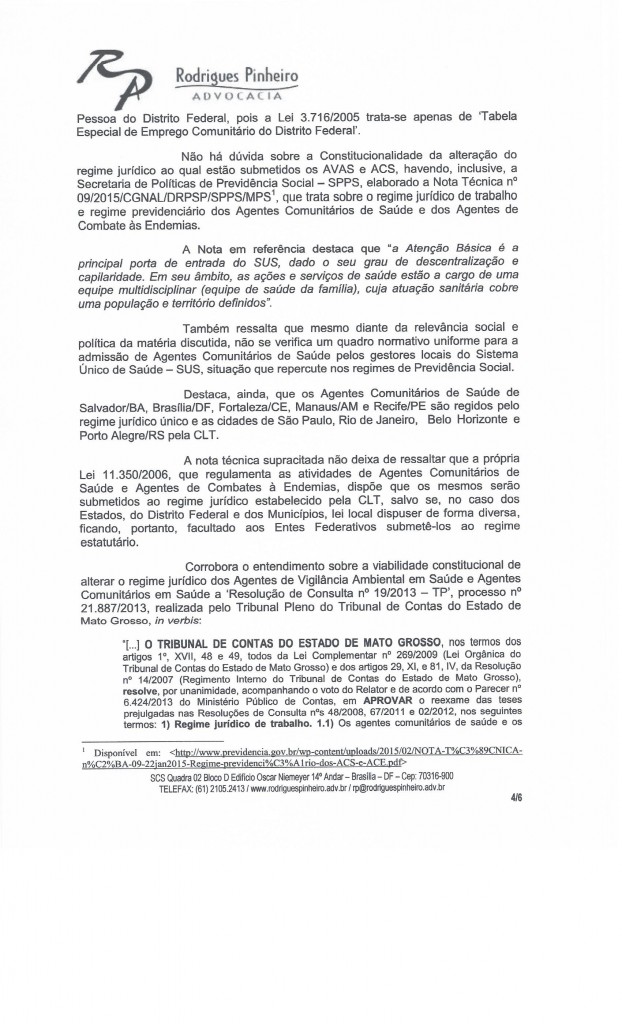 RP Rodrigues Pinheiro
ADVOCACIA
Pessoa do Distrito Federal, pois a Lei 3.716/2005 trata-se apenas de 'Tabela
Especial de Emprego Comunitário do Distrito Federal'.
Não há dúvida sobre a Constitucionalidade da alteração do
regime jurídico ao qual estão submetidos os AVAS e ACS, havendo, inclusive, a
Secretaria de Políticas de Previdência Social – SPPS, elaborado a Nota Técnica nº
09/2015/CGNAL/DRPSP/SPPS/MPS¹, que trata sobre o regime jurídico de trabalho
e regime previdenciário dos Agentes Comunitários de Saúde e dos Agentes de
Combate às Endemias.
A Nota em referência destaca que "a Atenção Básica é a
principal porta de entrada do SUS, dado o seu grau de descentralização e
capilaridade. Em seu âmbito, as ações e serviços de saúde estão a cargo de uma
equipe multidisciplinar (equipe de saúde da família), cuja atuação sanitária cobre
uma população e território definidos".
Também ressalta que mesmo diante da relevância social e
política da matéria discutida, não se verifica um quadro normativo uniforme para a
admissão de Agentes Comunitários de Saúde pelos gestores locais do Sistema
Único de Saúde – SUS, situação que repercute nos regimes de Previdência Social.
Destaca, ainda, que os Agentes Comunitários de Saúde de
Salvador/BA, Brasília/DF, Fortaleza/CE, Manaus/AM e Recife/PE são regidos pelo
regime jurídico único e as cidades de São Paulo, Rio de Janeiro, Belo Horizonte e
Porto Alegre/RS pela CLT.
A nota técnica supracitada não deixa de ressaltar que a própria
Lei 11.350/2006, que regulamenta as atividades de Agentes Comunitários de
Saúde e Agentes de Combates à Endemias, dispõe que os mesmos serão
submetidos ao regime jurídico estabelecido pela CLT, salvo se, no caso dos
Estados, do Distrito Federal e dos Municípios, lei local dispuser de forma diversa,
ficando, portanto, facultado aos Entes Federativos submetê-los ao regime
estatutário.
Corrobora o entendimento sobre a viabilidade constitucional de
alterar o regime jurídico dos Agentes de Vigilância Ambiental em Saúde e Agentes
Comunitários em Saúde a 'Resolução de Consulta nº 19/2013 – TP', processo nº
21.887/2013, realizada pelo Tribunal Pleno do Tribunal de Contas do Estado de
Mato Grosso, in verbis:
"[...] O TRIBUNAL DE CONTAS DO ESTADO DE MATO GROSSO, nos termos dos
artigos 1º, XVII, 48 e 49, todos da Lei Complementar nº 269/2009 (Lei Orgânica do
Tribunal de Contas do Estado de Mato Grosso) e dos artigos 29, XI, e 81, IV, da Resolução
nº 14/2007 (Regimento Interno do Tribunal de Contas do Estado de Mato Grosso),
resolve, por unanimidade, acompanhando o voto do Relator e de acordo com o Parecer nº
6.424/2013 do Ministério Público de Contas, em APROVAR o reexame das teses
prejulgadas nas Resoluções de Consulta nºs 48/2008, 67/2011 e 02/2012, nos seguintes
termos: 1) Regime jurídico de trabalho. 1.1) Os agentes comunitários de saúde e os
¹ Disponível em: <http://www.previdencia.gov.br/wp-content/uploads/2015/02/NOTA-T%C3%89CNICA-
n%C2%BA-09-22jan2015-Regime-previdenci%C3%A1rio-dos-ACS-e-ACE.pdf>
SCS Quadra 02 Bloco D Edifício Oscar Niemeyer 14º Andar – Brasília – DF – Cep: 70316-900
TELEFAX: (61) 2105.2413 / www.rodriguespinheiro.adv.br / rp@rodriguespinheiro.adv.br
4/6